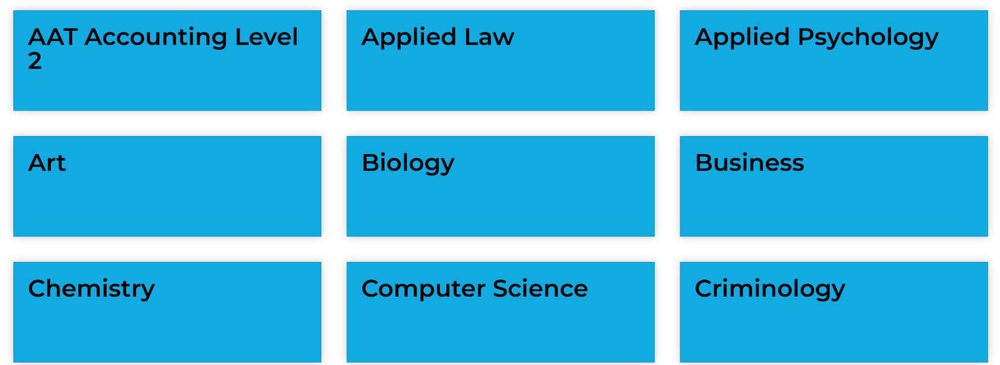 AAT Accounting Level
2
Applied Law
Applied Psychology
Art
Biology
Business
Chemistry
Computer Science
Criminology